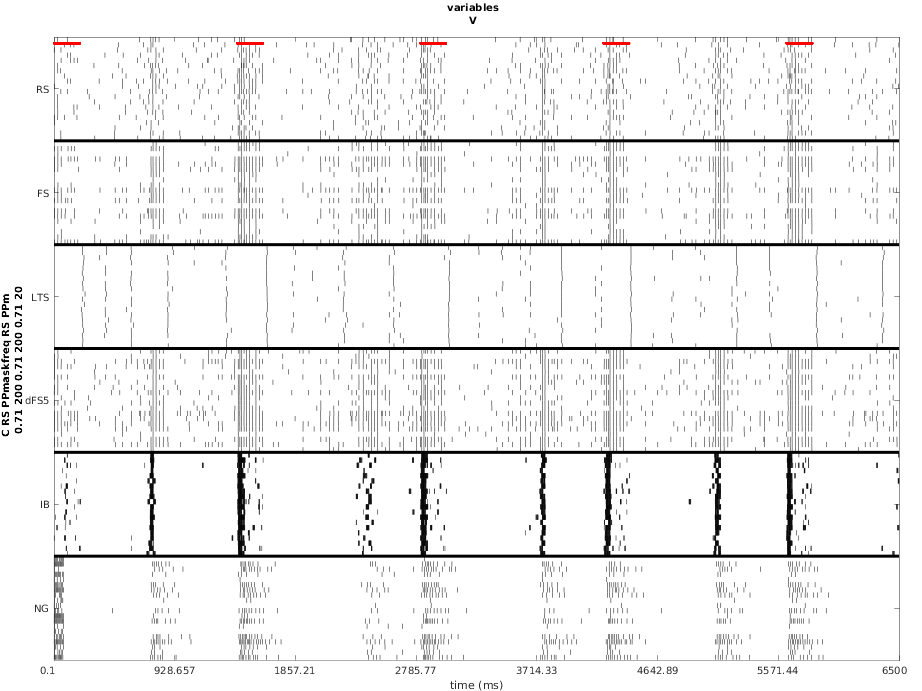 variables
V
RS
FS
LTS
dFS5
IB
NG
C RS PPmaskfreq RS PPm
0.71 200 0.71 200 0.71 20
0.1
928.657
1857.21
2785.77
3714.33
4642.89
5571.44
6500
time (ms)